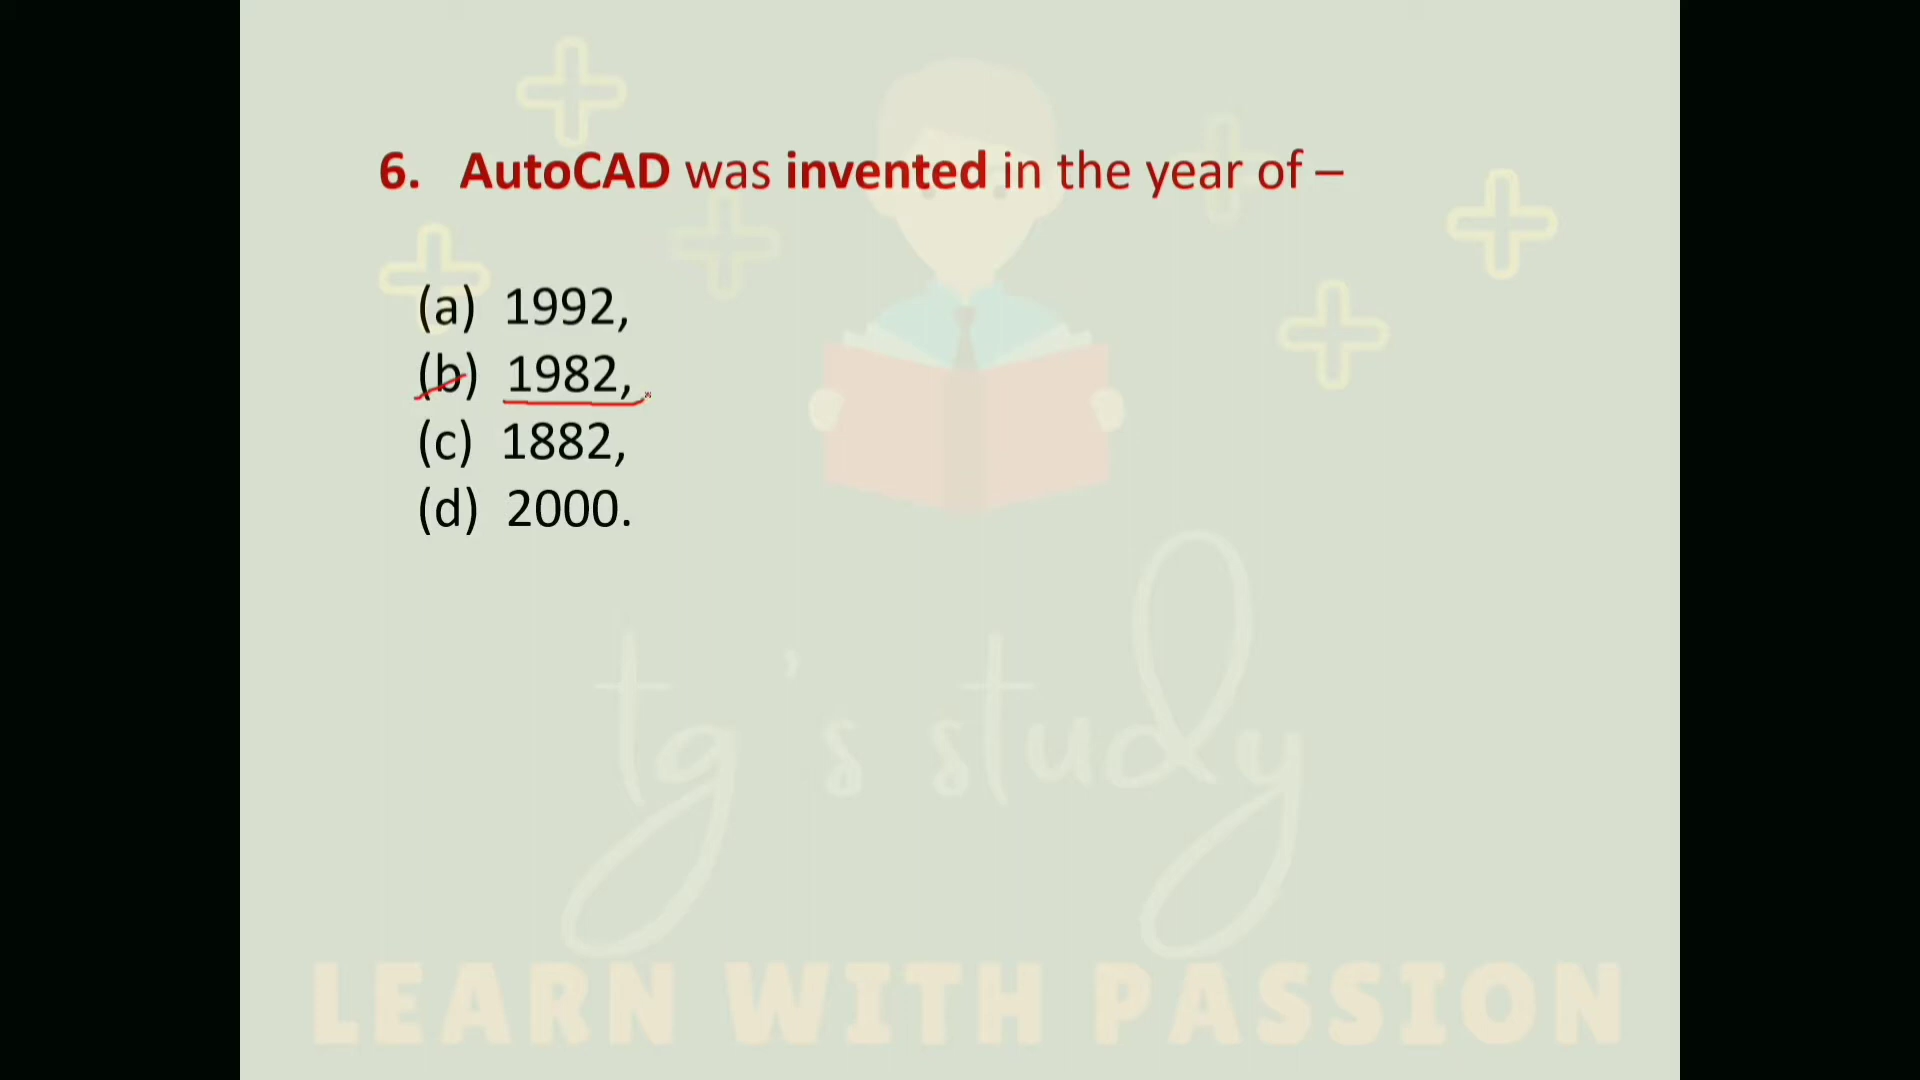 6. AutoCAD was invented in the year of –
(a) 1992,
(b) 1982,
(c) 1882,
(d) 2000.
tg's study
LEARN WITH PASSION